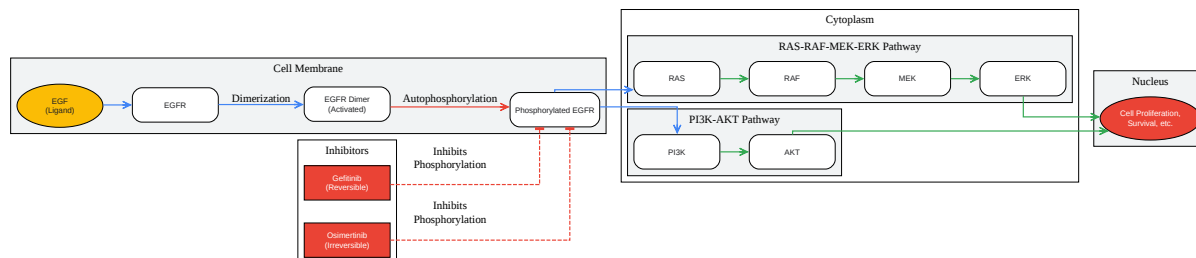 Cytoplasm
RAS-RAF-MEK-ERK Pathway
Cell Membrane
RAS
RAF
MEK
ERK
Nucleus
EGF
(Ligand)
EGFR
Dimerization
EGFR Dimer
(Activated)
Autophosphorylation
Phosphorylated EGFR
Cell Proliferation,
Survival, etc.
PI3K-AKT Pathway
PI3K
AKT
Inhibitors
Inhibits
Phosphorylation
Gefitinib
(Reversible)
Inhibits
Phosphorylation
Osimertinib
(Irreversible)